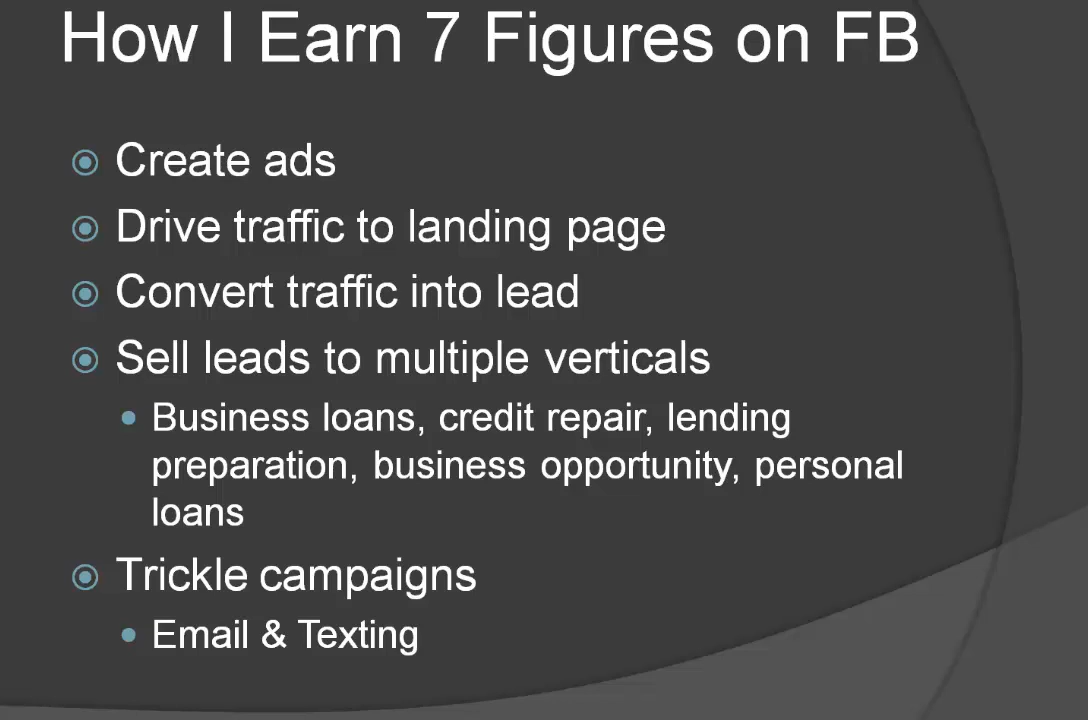 How I Earn 7 Figures on FB
Create ads
Drive traffic to landing page
Convert traffic into lead
Sell leads to multiple verticals
Business loans, credit repair, lending
preparation, business opportunity, personal
loans
Trickle campaigns
Email & Texting